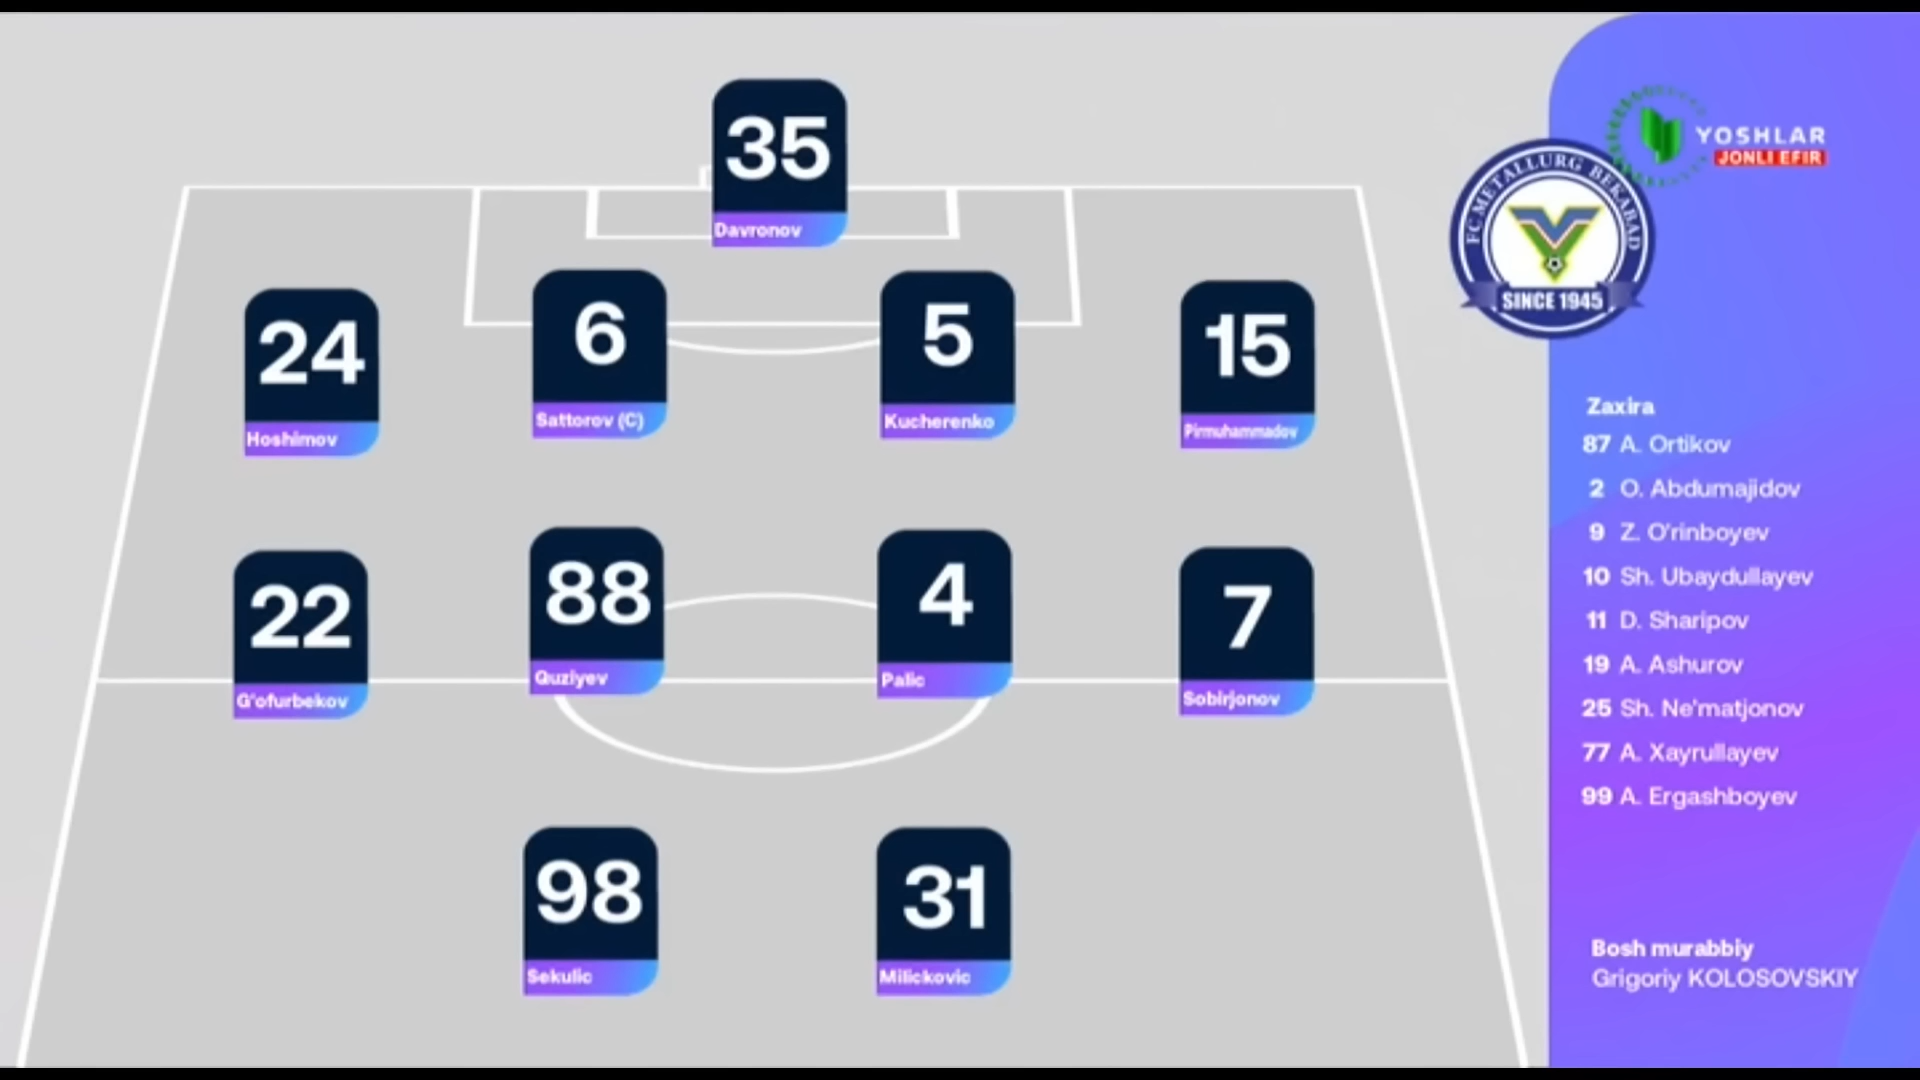 35
Davronov
24
Hoshimov
6
Sattorov (C)
5
Kucherenko
15
Pirmuhammadov
22
G'ofurbekov
88
Quziyev
4
Palic
7
Sobirjonov
98
Sekulic
31
Milickovic
YOSHLAR
JONLI EFIR
FC METALLURG BEKABAD
SINCE 1945
Zaxira
87 A. Ortikov
2 O. Abdumajidov
9 Z. O'rinboyev
10 Sh. Ubaydullayev
11 D. Sharipov
19 A. Ashurov
25 Sh. Ne'matjonov
77 A. Xayrullayev
99 A. Ergashboyev
Bosh murabbiy
Grigoriy KOLOSOVSKIY